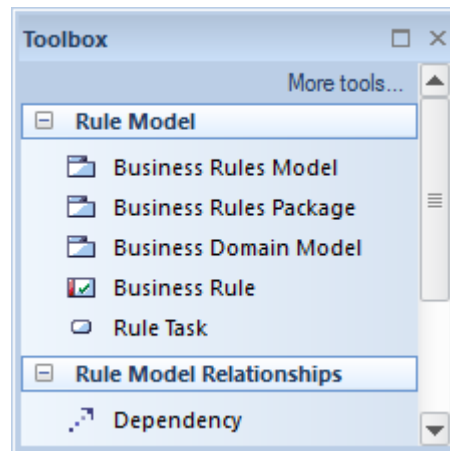 Toolbox
More tools...
Rule Model
Business Rules Model
Business Rules Package
Business Domain Model
Business Rule
Rule Task
Rule Model Relationships
Dependency